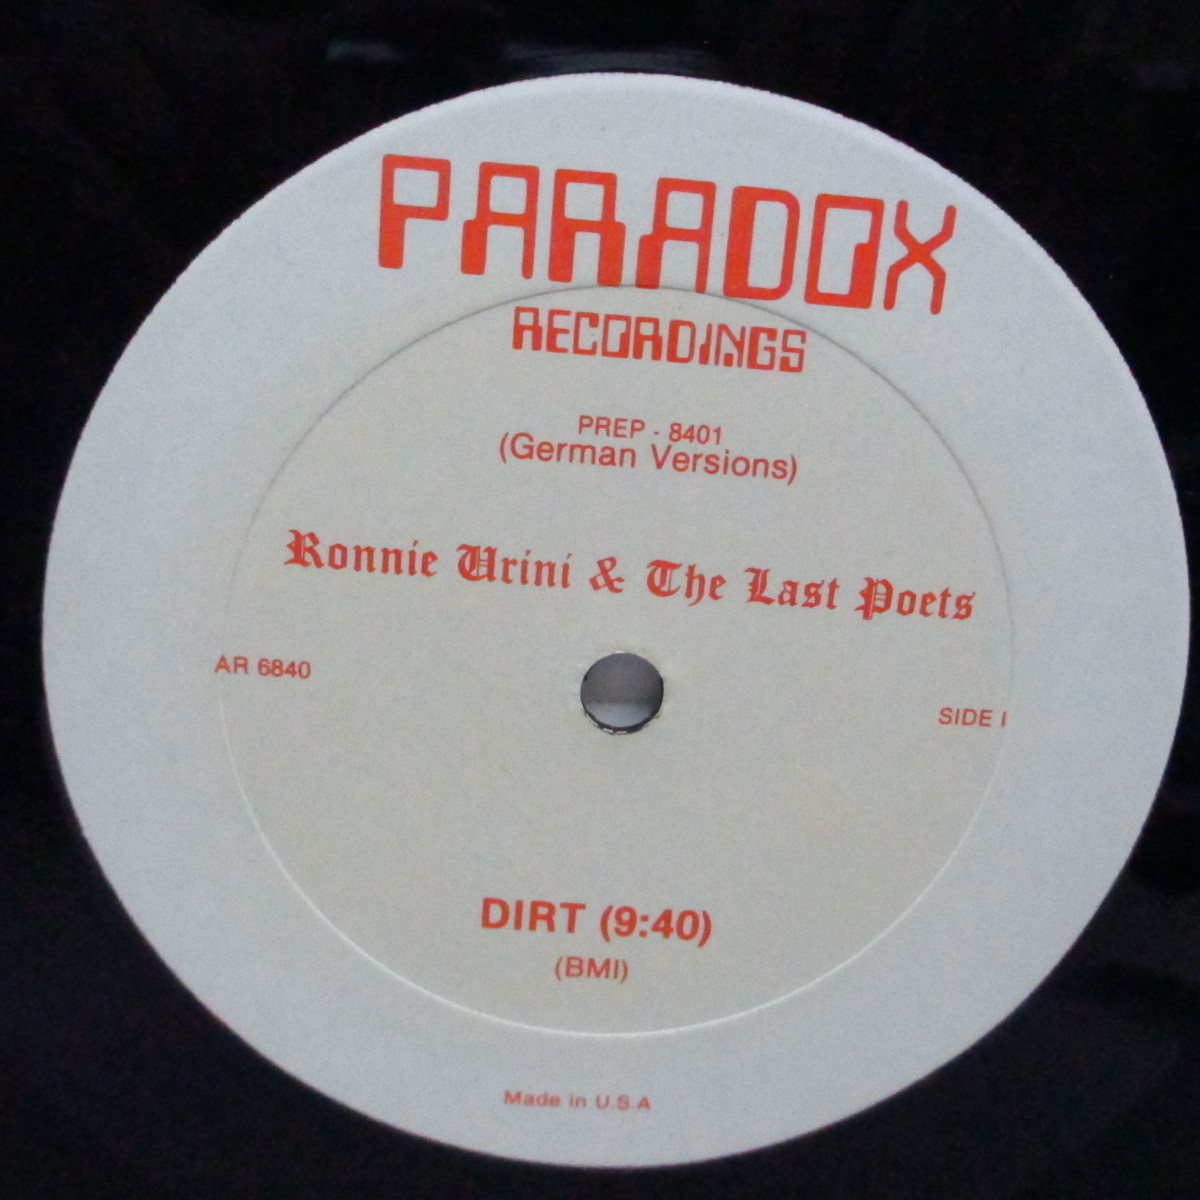 PARADOX
RECORDINGS
PREP - 8401
(German Versions)
Ronnie Urini & The Last Poets
AR 6840
SIDE I
DIRT (9:40)
(BMI)
Made in U.S.A